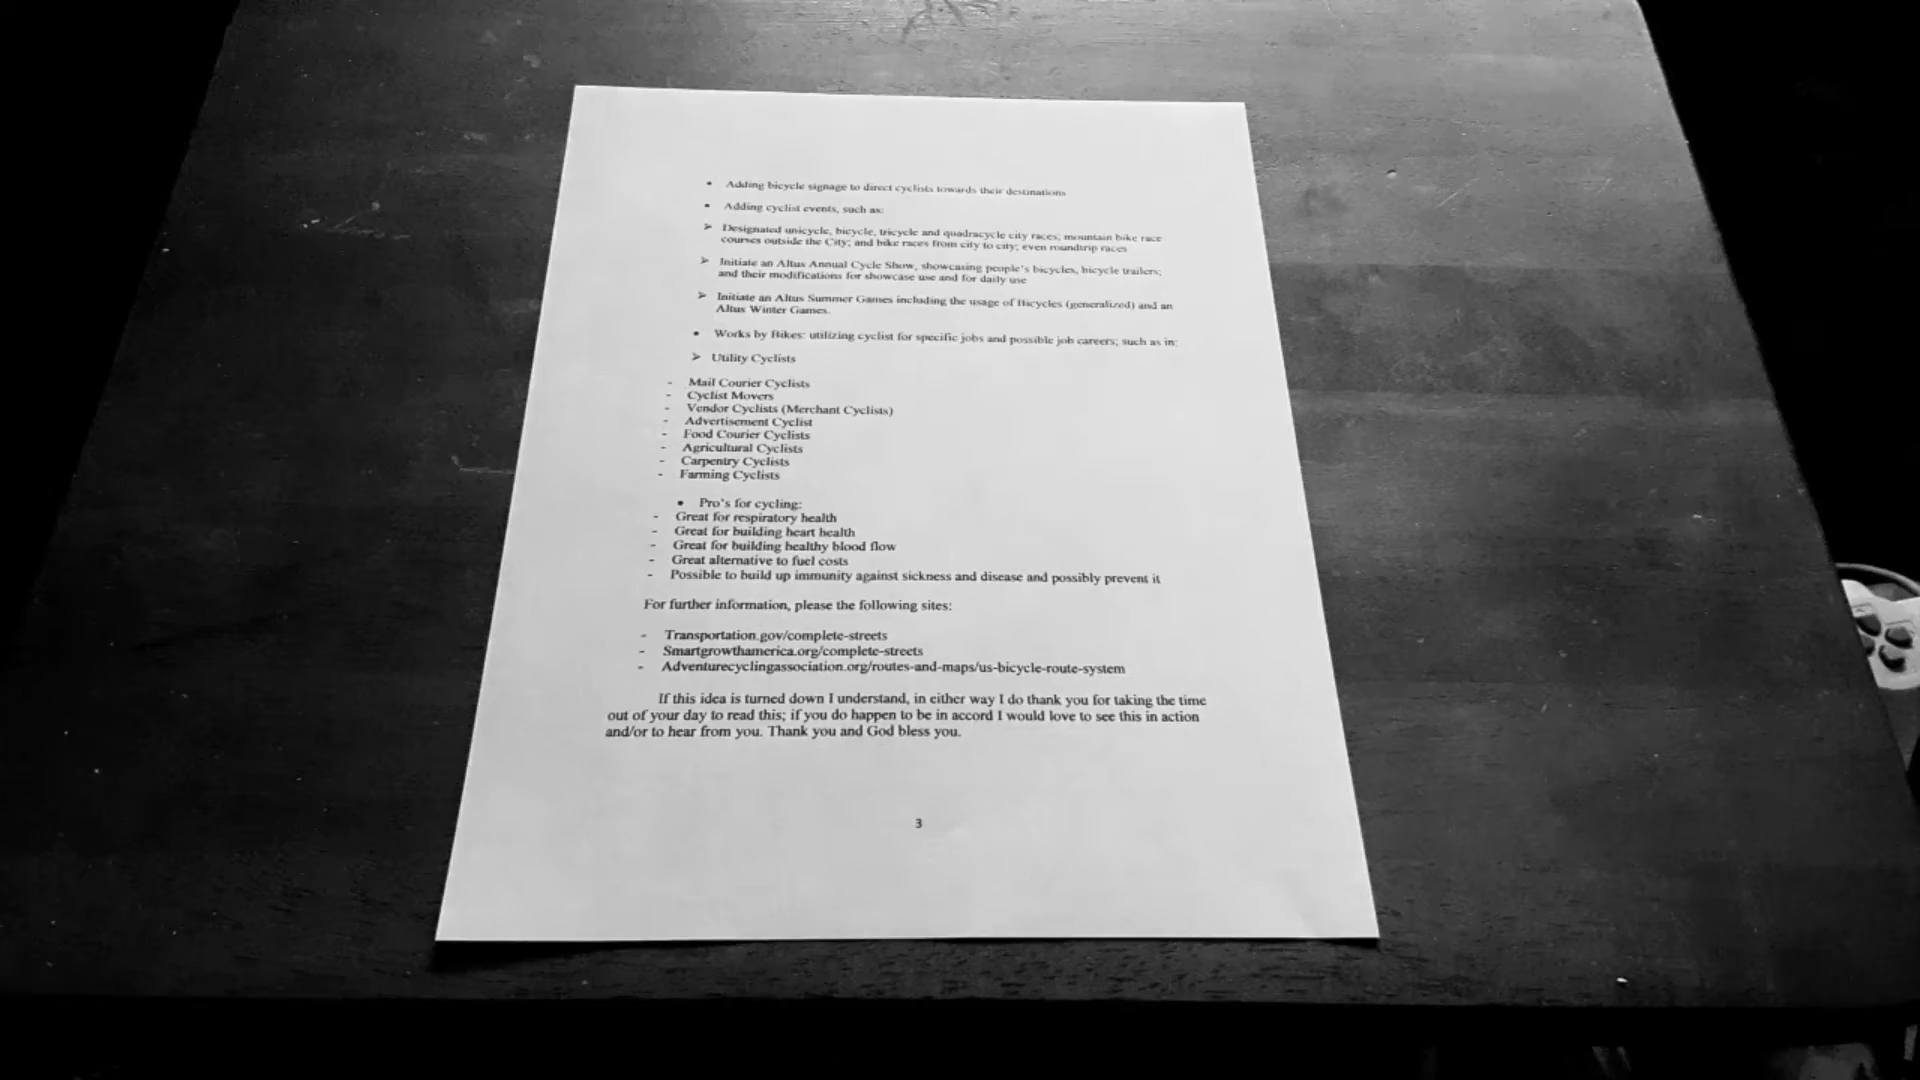 • Adding bicycle signage to direct cyclists towards their destinations
• Adding cyclist events, such as:
➢ Designated unicycle, bicycle, tricycle and quadracycle city races; mountain bike race
courses outside the City; and bike races from city to city; even roundtrip races
➢ Initiate an Altus Annual Cycle Show, showcasing people's bicycles, bicycle trailers;
and their modifications for showcase use and for daily use
➢ Initiate an Altus Summer Games including the usage of Bicycles (generalized) and an
Altus Winter Games.
• Works by Bikes: utilizing cyclist for specific jobs and possible job careers; such as in:
➢ Utility Cyclists
- Mail Courier Cyclists
- Cyclist Movers
- Vendor Cyclists (Merchant Cyclists)
- Advertisement Cyclist
- Food Courier Cyclists
- Agricultural Cyclists
- Carpentry Cyclists
- Farming Cyclists
• Pro's for cycling:
- Great for respiratory health
- Great for building heart health
- Great for building healthy blood flow
- Great alternative to fuel costs
- Possible to build up immunity against sickness and disease and possibly prevent it
For further information, please the following sites:
- Transportation.gov/complete-streets
- Smartgrowthamerica.org/complete-streets
- Adventurecyclingassociation.org/routes-and-maps/us-bicycle-route-system
If this idea is turned down I understand, in either way I do thank you for taking the time
out of your day to read this; if you do happen to be in accord I would love to see this in action
and/or to hear from you. Thank you and God bless you.
3